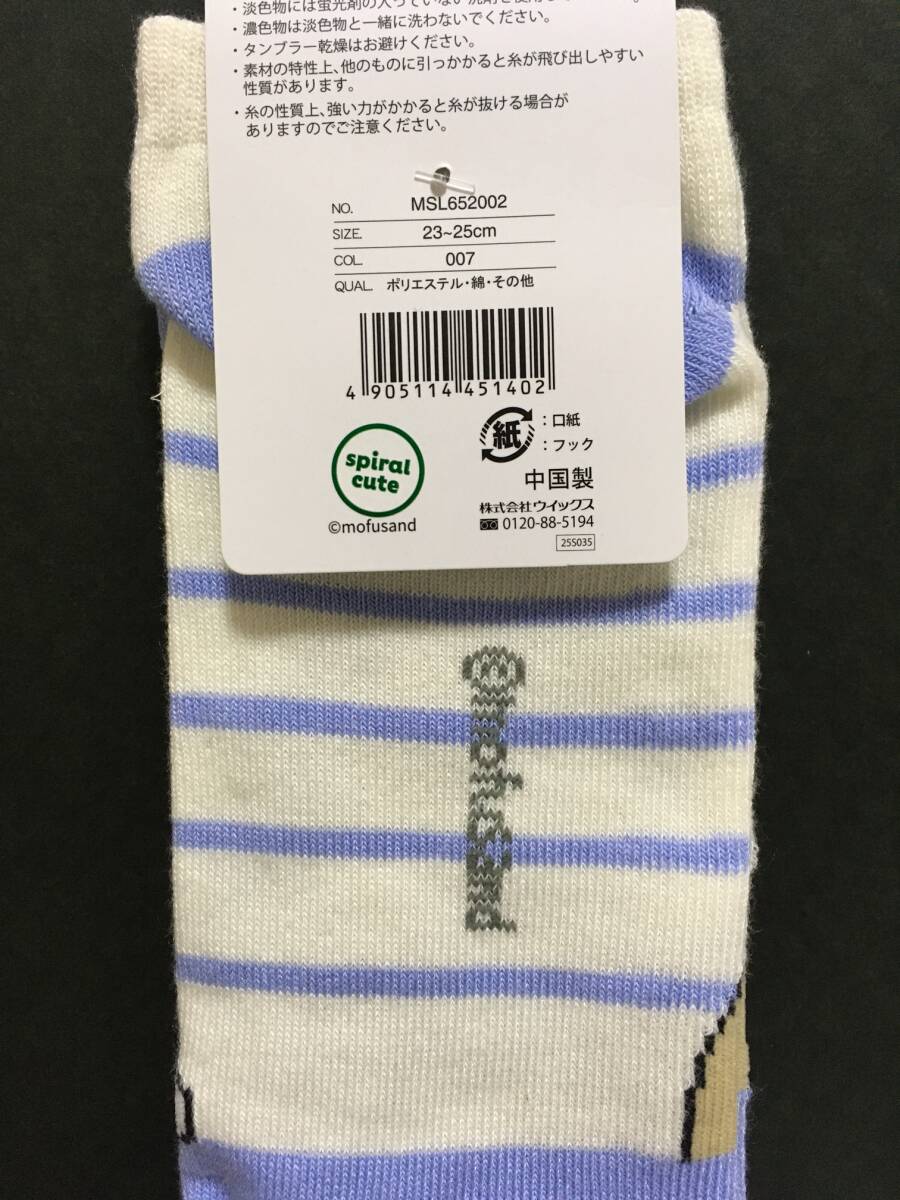 ・淡色物には蛍光剤の入っていない洗剤を使用して
・濃色物は淡色物と一緒に洗わないでください。
・タンブラー乾燥はお避けください。
・素材の特性上、他のものに引っかかると糸が飛び出しやすい
性質があります。
・糸の性質上、強い力がかかると糸が抜ける場合が
ありますのでご注意ください。
NO. MSL652002
SIZE. 23~25cm
COL. 007
QUAL. ポリエステル・綿・その他
4 905114 451402
spiral
cute
©mofusand
紙
：口紙
：フック
中国製
株式会社ウイックス
0120-88-5194
25S035
©mofusand